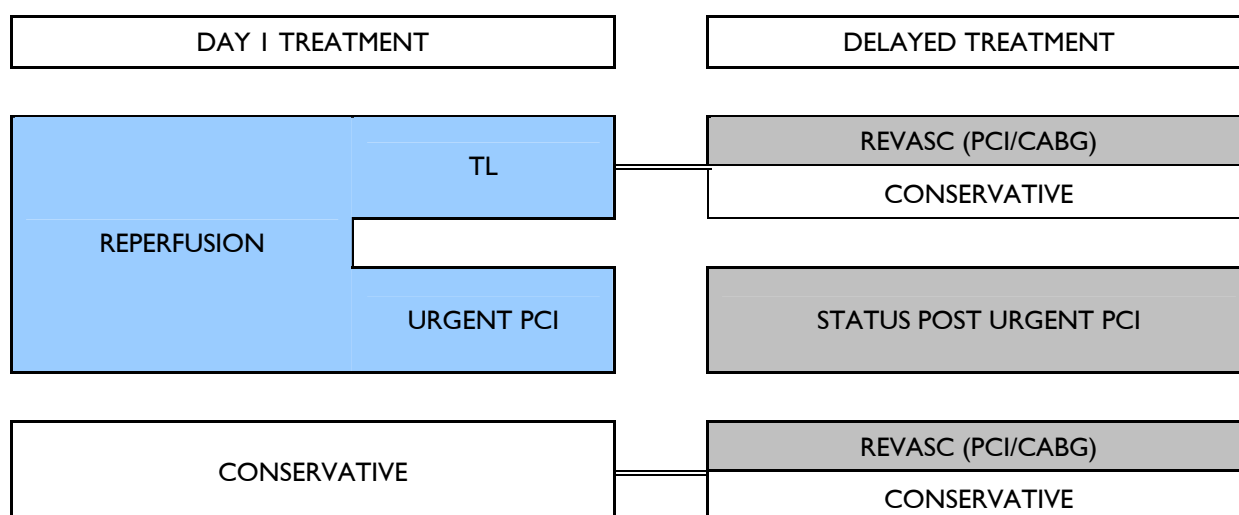 DAY 1 TREATMENT
DELAYED TREATMENT
REPERFUSION
TL
REVASC (PCI/CABG)
CONSERVATIVE
URGENT PCI
STATUS POST URGENT PCI
CONSERVATIVE
REVASC (PCI/CABG)
CONSERVATIVE